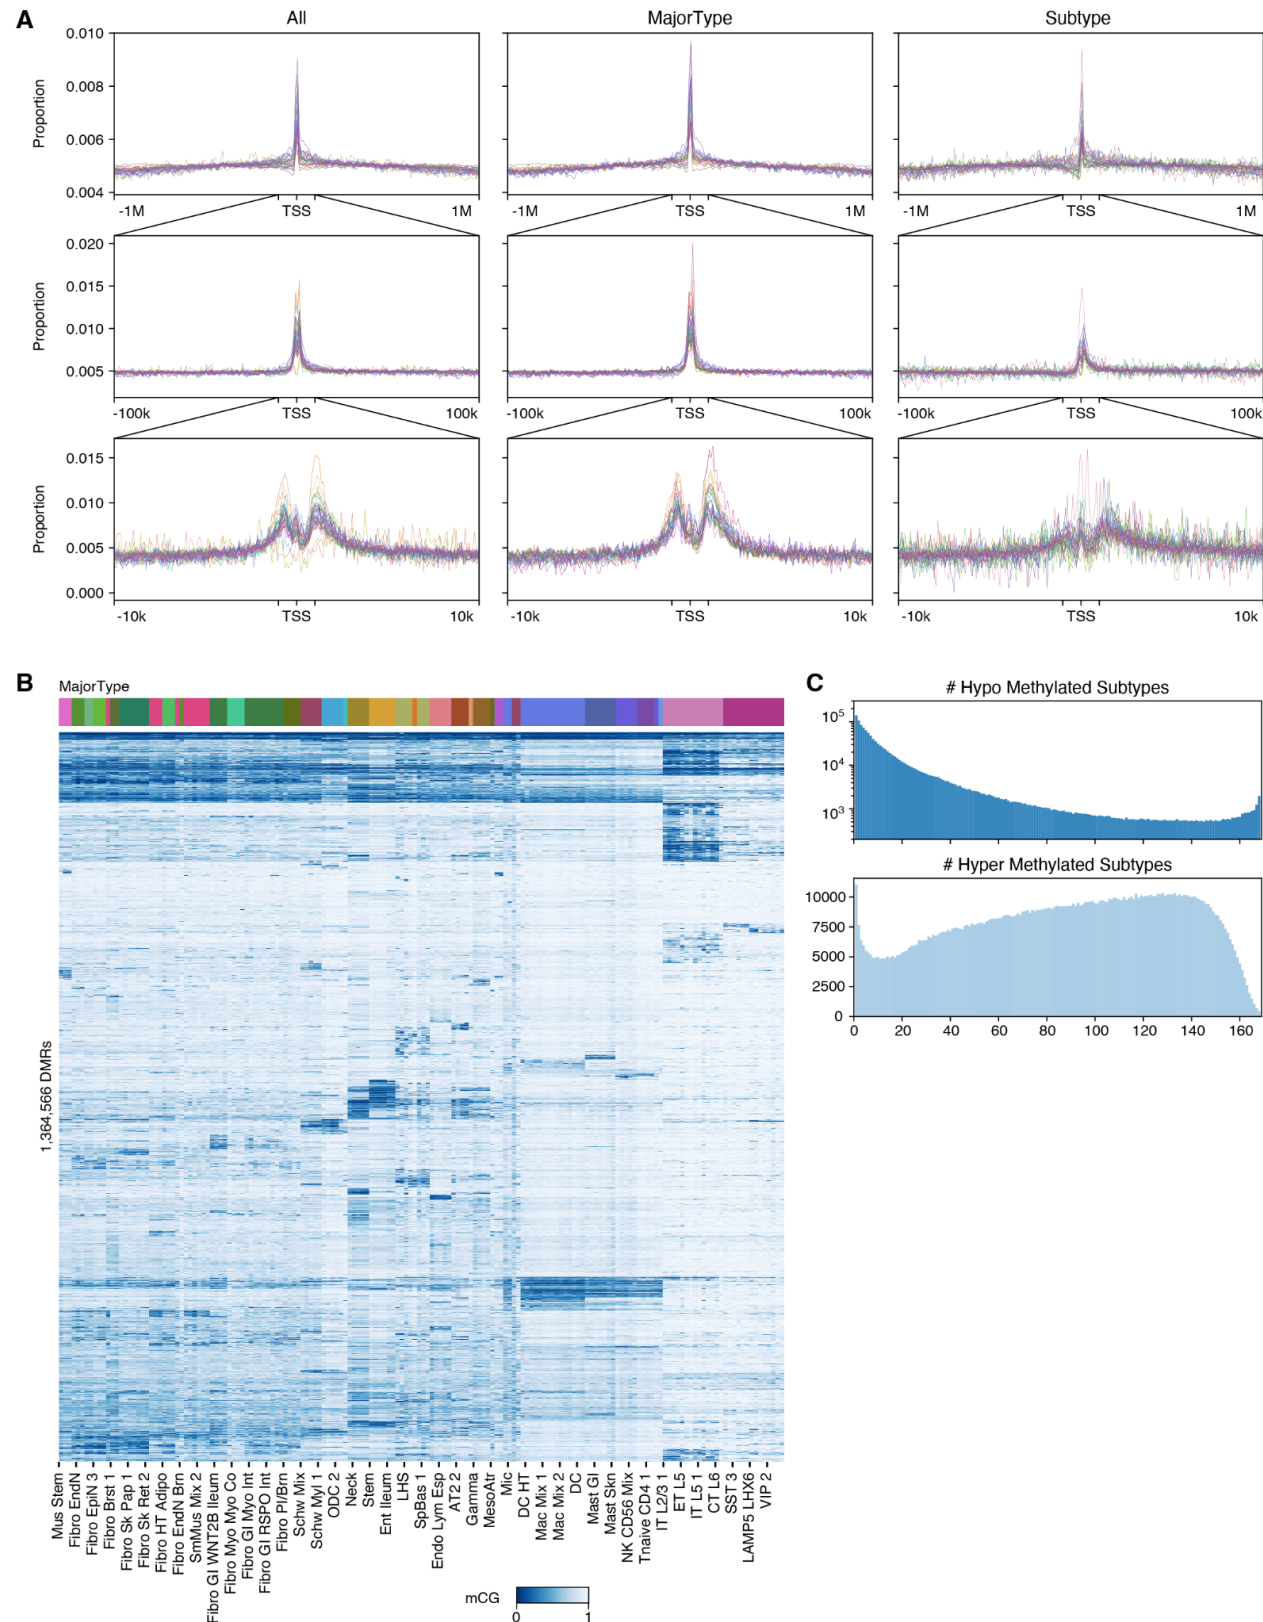 A
All
MajorType
Subtype
Proportion
0.010
0.008
0.006
0.004
-1M
TSS
1M
-1M
TSS
1M
-1M
TSS
1M
Proportion
0.020
0.015
0.010
0.005
-100k
TSS
100k
-100k
TSS
100k
-100k
TSS
100k
Proportion
0.015
0.010
0.005
0.000
-10k
TSS
10k
-10k
TSS
10k
-10k
TSS
10k
B
MajorType
1,364,566 DMRs
Mus Stem
Fibro EndN
Fibro EpiN 3
Fibro Brst 1
Fibro Sk Pap 1
Fibro Sk Ret 2
Fibro HT Adipo
Fibro EndN Brn
SmMus Mix 2
Fibro GI WNT2B Ileum
Fibro Myo Myo Co
Fibro GI Myo Int
Fibro GI RSPO Int
Fibro Pl/Brn
Schw Mix
Schw Myl 1
ODC 2
Neck
Stem
Ent Ileum
LHS
SpBas 1
Endo Lym Esp
AT2 2
Gamma
MesoAtr
Mic
DC HT
Mac Mix 1
Mac Mix 2
DC
Mast GI
Mast Skn
NK CD56 Mix
Tnaive CD4 1
IT L2/3 1
ET L5
IT L5 1
CT L6
SST 3
LAMP5 LHX6
VIP 2
mCG
0
1
C
# Hypo Methylated Subtypes
10⁵
10⁴
10³
# Hyper Methylated Subtypes
10000
7500
5000
2500
0
0
20
40
60
80
100
120
140
160